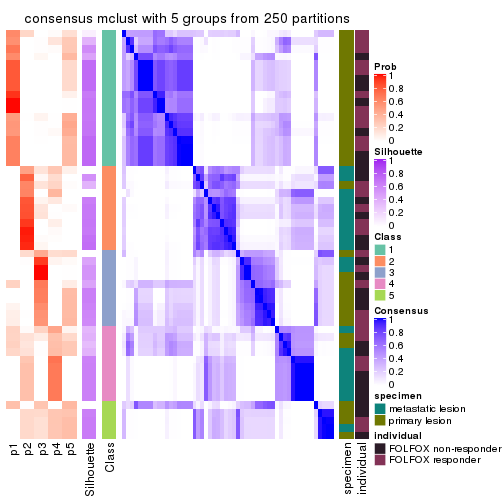 consensus mclust with 5 groups from 250 partitions
Prob
1
0.8
0.6
0.4
0.2
0
Silhouette
1
0.8
0.6
0.4
0.2
0
Class
1
2
3
4
5
Consensus
1
0.8
0.6
0.4
0.2
0
specimen
metastatic lesion
primary lesion
individual
FOLFOX non-responder
FOLFOX responder
p1
p2
p3
p4
p5
Silhouette
Class
specimen
individual